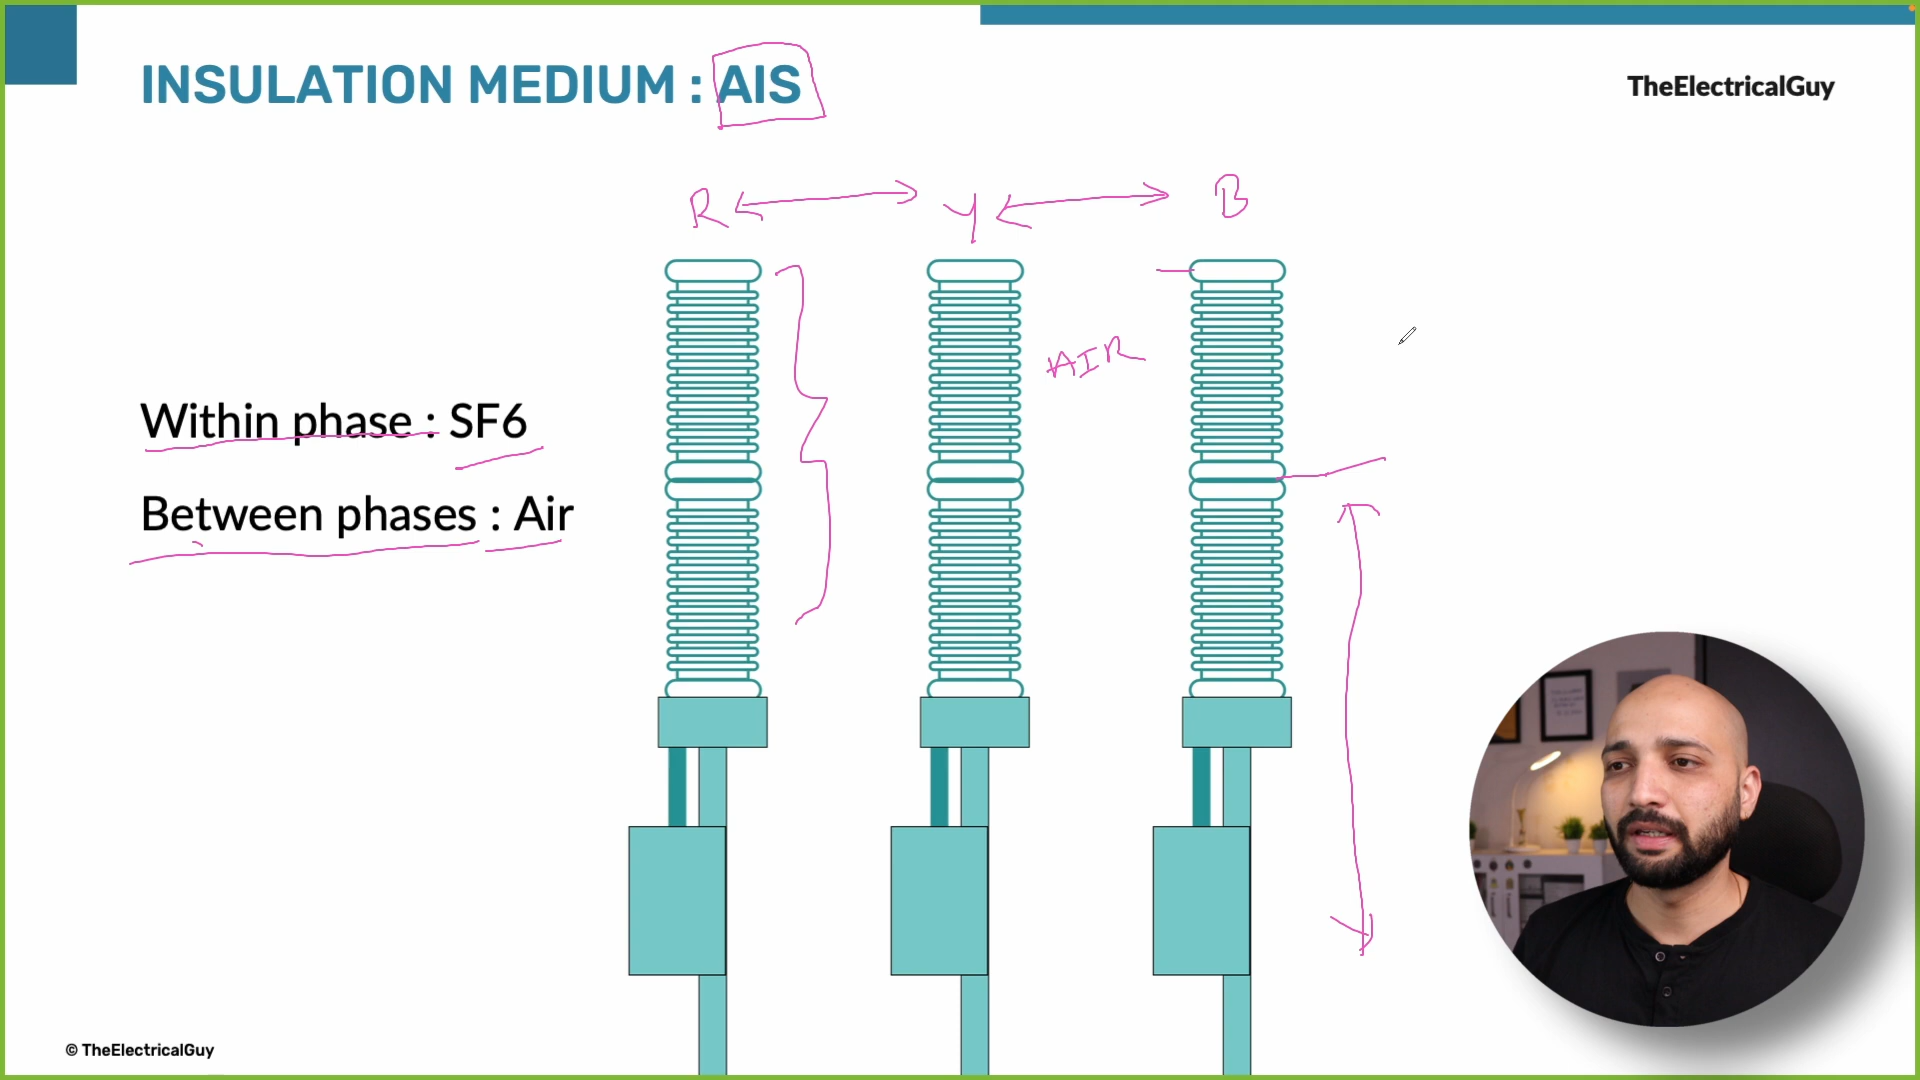 INSULATION MEDIUM : AIS
TheElectricalGuy
R Y B
AIR
Within phase : SF6
Between phases : Air
© TheElectricalGuy